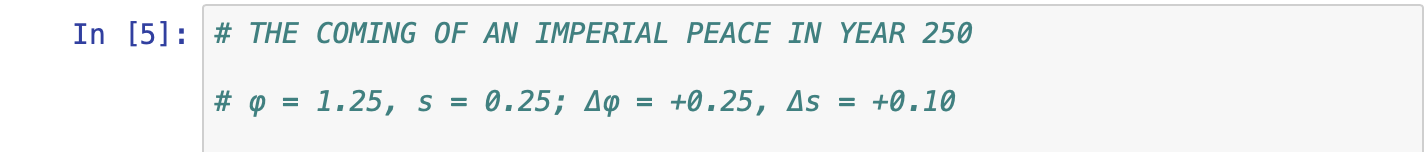 In [5]: # THE COMING OF AN IMPERIAL PEACE IN YEAR 250
# φ = 1.25, s = 0.25; Δφ = +0.25, Δs = +0.10